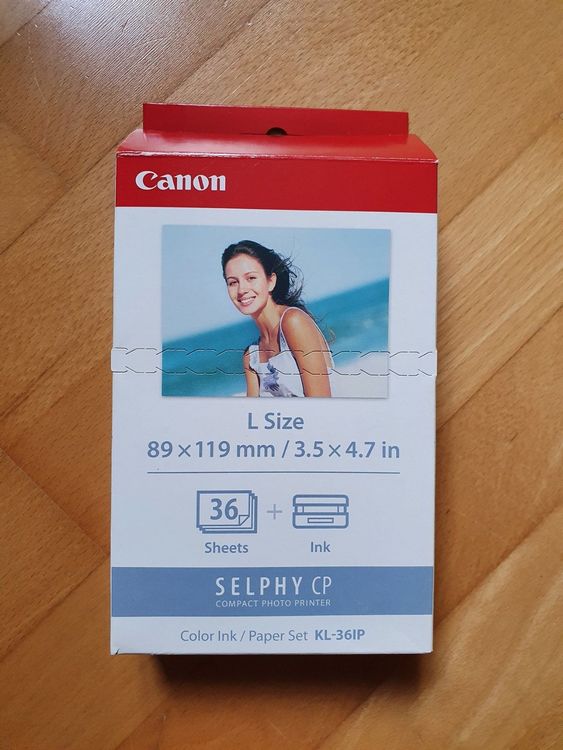 Canon
L Size
89×119 mm / 3.5×4.7 in
36 +
Sheets Ink
SELPHY CP
COMPACT PHOTO PRINTER
Color Ink / Paper Set KL-36IP